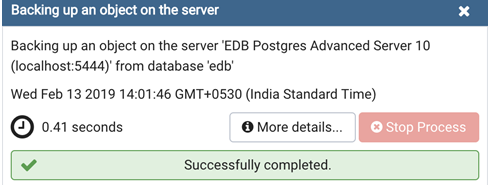 Backing up an object on the server
Backing up an object on the server 'EDB Postgres Advanced Server 10
(localhost:5444)' from database 'edb'
Wed Feb 13 2019 14:01:46 GMT+0530 (India Standard Time)
0.41 seconds
More details...
Stop Process
Successfully completed.